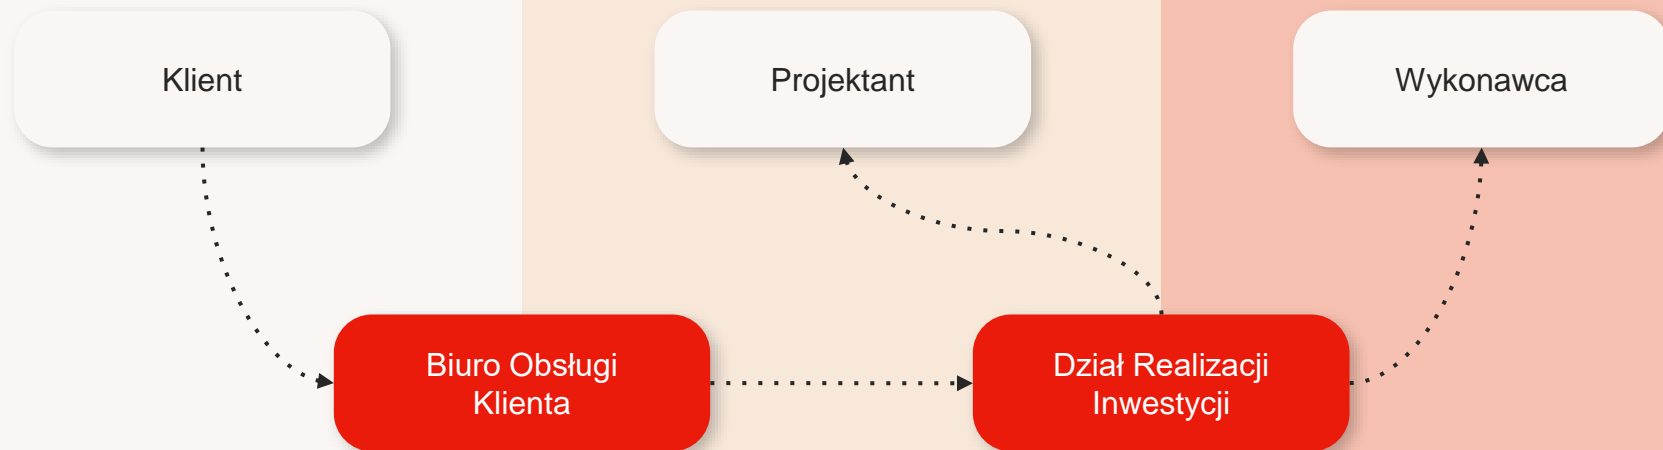 Klient
Projektant
Wykonawca
Biuro Obsługi
Klienta
Dział Realizacji
Inwestycji